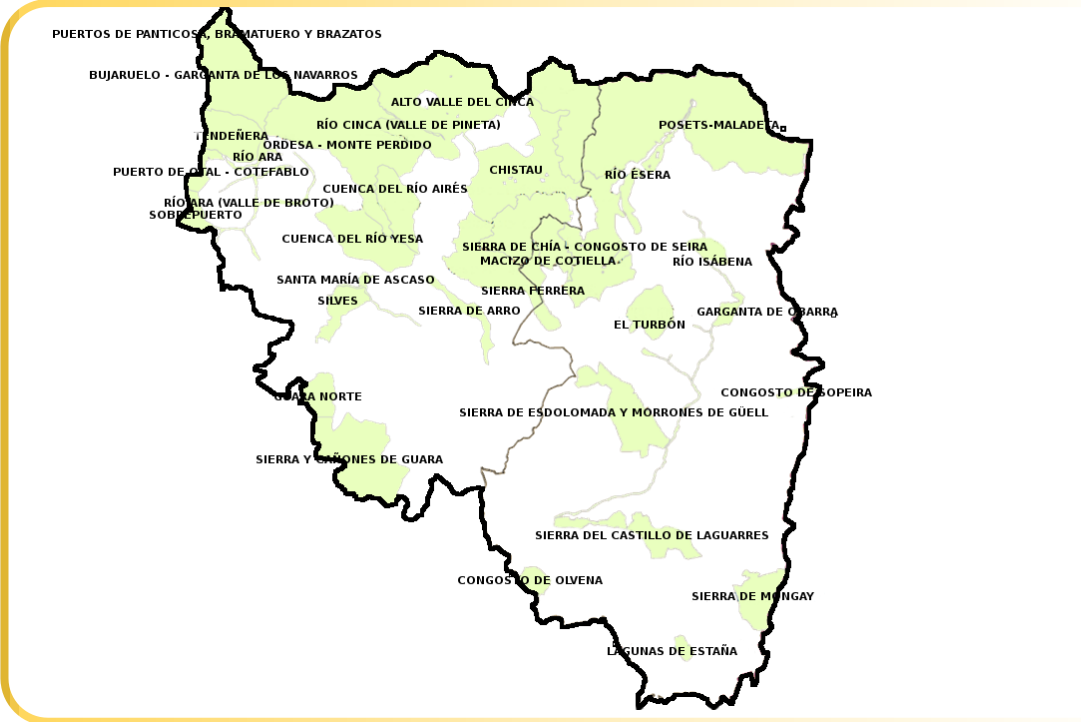 PUERTOS DE PANTICOSA, BRAMATUERO Y BRAZATOS
BUJARUELO - GARGANTA DE LOS NAVARROS
ALTO VALLE DEL CINCA
RÍO CINCA (VALLE DE PINETA)
POSETS-MALADETA
TENDEÑERA
ORDESA - MONTE PERDIDO
RÍO ARA
PUERTO DE OTAL - COTEFABLO
CHISTAU
RÍO ÉSERA
CUENCA DEL RÍO AIRÉS
RÍO ARA (VALLE DE BROTO)
SOBREPUERTO
CUENCA DEL RÍO YESA
SIERRA DE CHÍA - CONGOSTO DE SEIRA
MACIZO DE COTIELLA
RÍO ISÁBENA
SANTA MARÍA DE ASCASO
SIERRA FERRERA
SILVES
SIERRA DE ARRO
GARGANTA DE OBARRA
EL TURBÓN
GUARA NORTE
CONGOSTO DE SOPEIRA
SIERRA DE ESDOLOMADA Y MORRONES DE GÜELL
SIERRA Y CAÑONES DE GUARA
SIERRA DEL CASTILLO DE LAGUARRES
CONGOSTO DE OLVENA
SIERRA DE MONGAY
LAGUNAS DE ESTAÑA